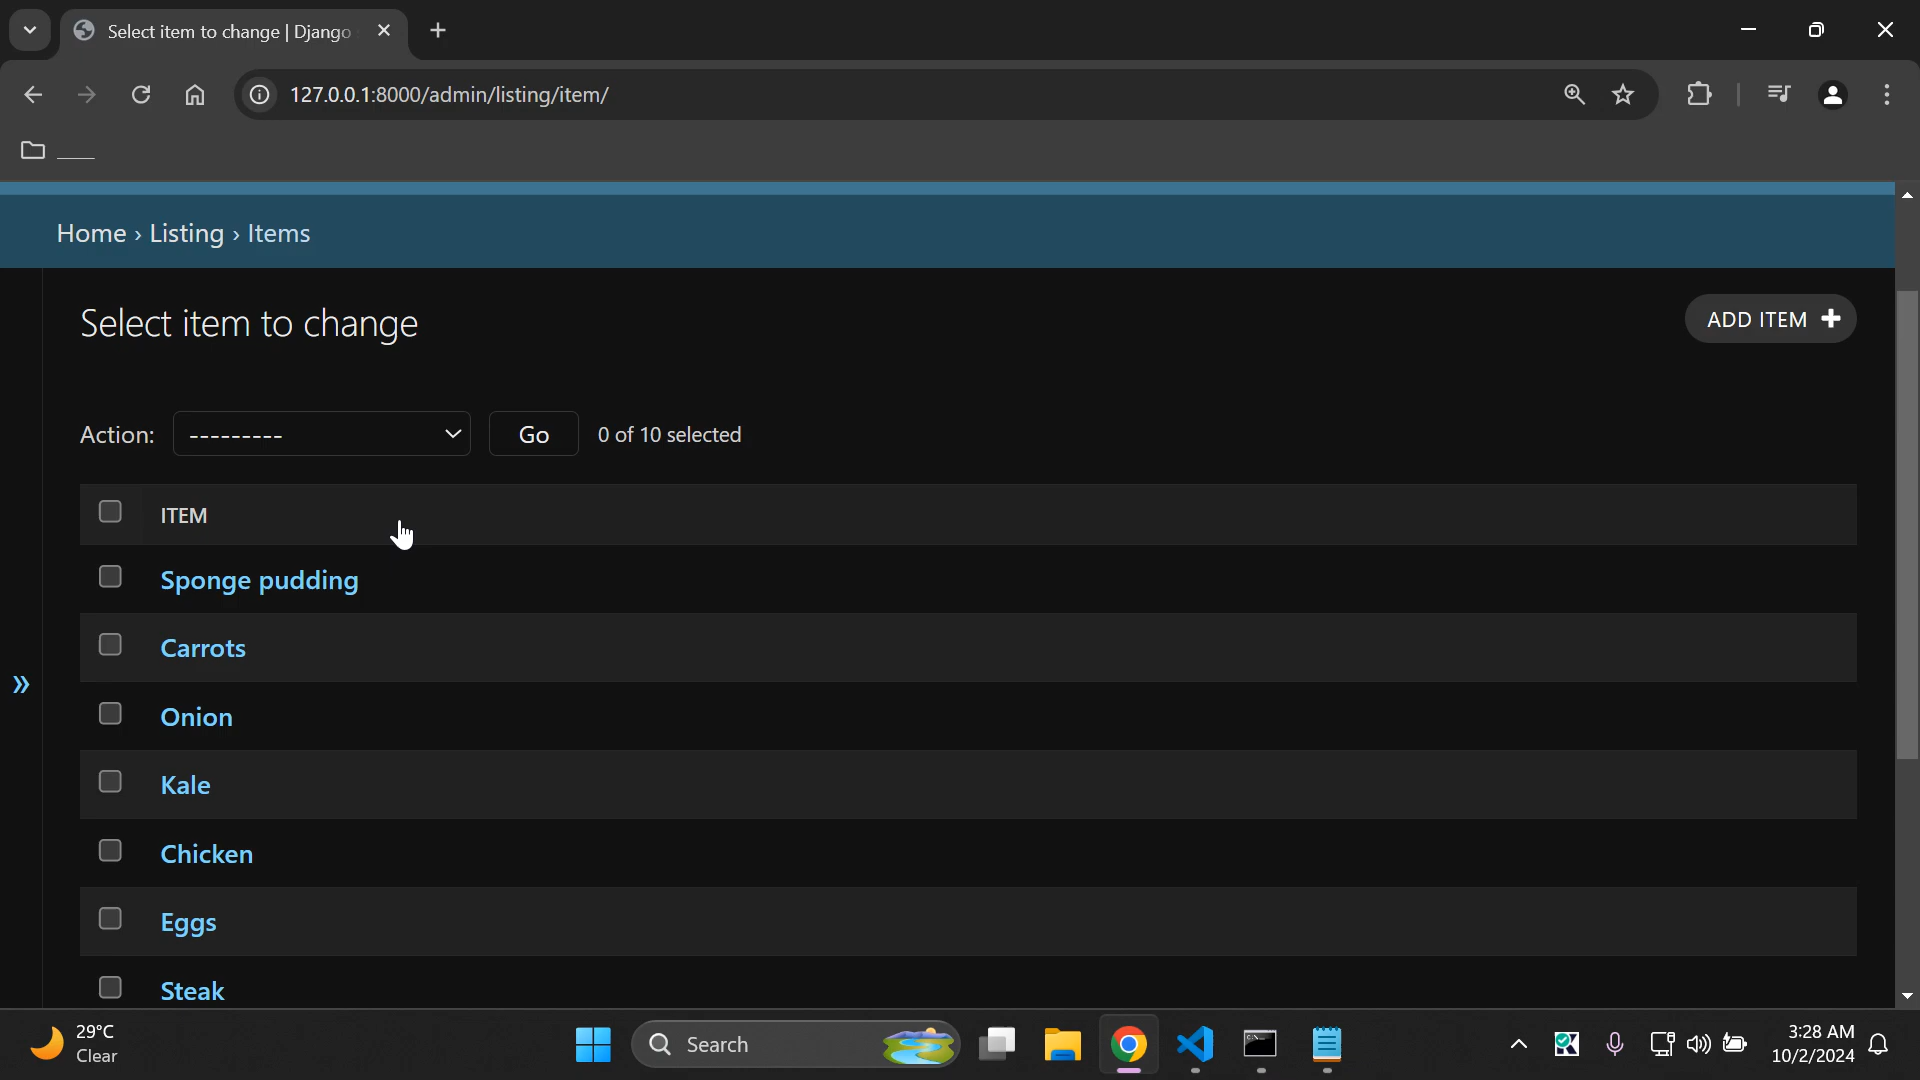 Select item to change | Django
127.0.0.1:8000/admin/listing/item/
____
Home › Listing › Items
Select item to change
ADD ITEM +
Action: --------- Go 0 of 10 selected
ITEM
Sponge pudding
Carrots
Onion
Kale
Chicken
Eggs
Steak
29°C
Clear
Search
3:28 AM
10/2/2024